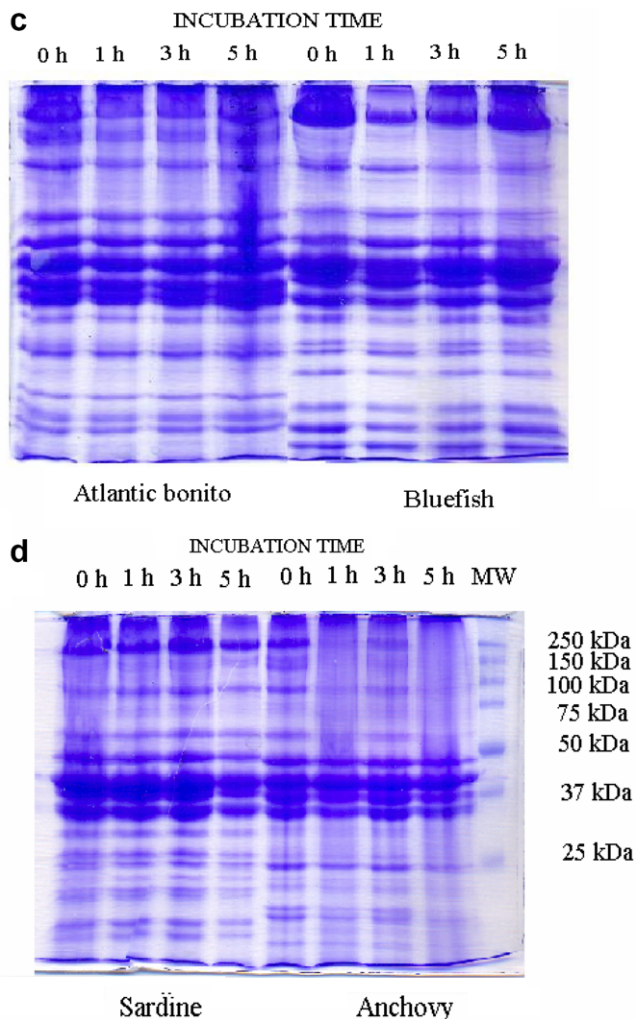 c
INCUBATION TIME
0 h 1 h 3 h 5 h 0 h 1 h 3 h 5 h
Atlantic bonito Bluefish
d
INCUBATION TIME
0 h 1 h 3 h 5 h 0 h 1 h 3 h 5 h MW
250 kDa
150 kDa
100 kDa
75 kDa
50 kDa
37 kDa
25 kDa
Sardine Anchovy